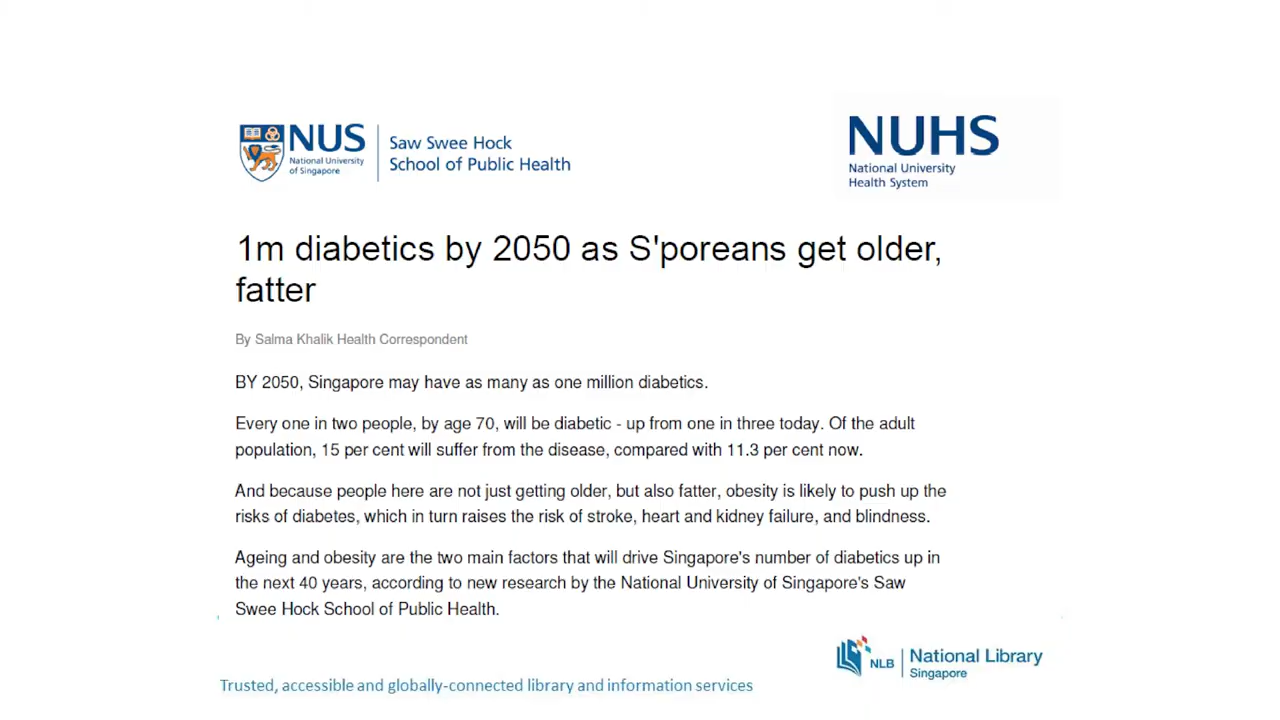 NUS
National University
of Singapore
Saw Swee Hock
School of Public Health
NUHS
National University
Health System
1m diabetics by 2050 as S'poreans get older,
fatter
By Salma Khalik Health Correspondent
BY 2050, Singapore may have as many as one million diabetics.
Every one in two people, by age 70, will be diabetic - up from one in three today. Of the adult
population, 15 per cent will suffer from the disease, compared with 11.3 per cent now.
And because people here are not just getting older, but also fatter, obesity is likely to push up the
risks of diabetes, which in turn raises the risk of stroke, heart and kidney failure, and blindness.
Ageing and obesity are the two main factors that will drive Singapore's number of diabetics up in
the next 40 years, according to new research by the National University of Singapore's Saw
Swee Hock School of Public Health.
NLB
National Library
Singapore
Trusted, accessible and globally-connected library and information services